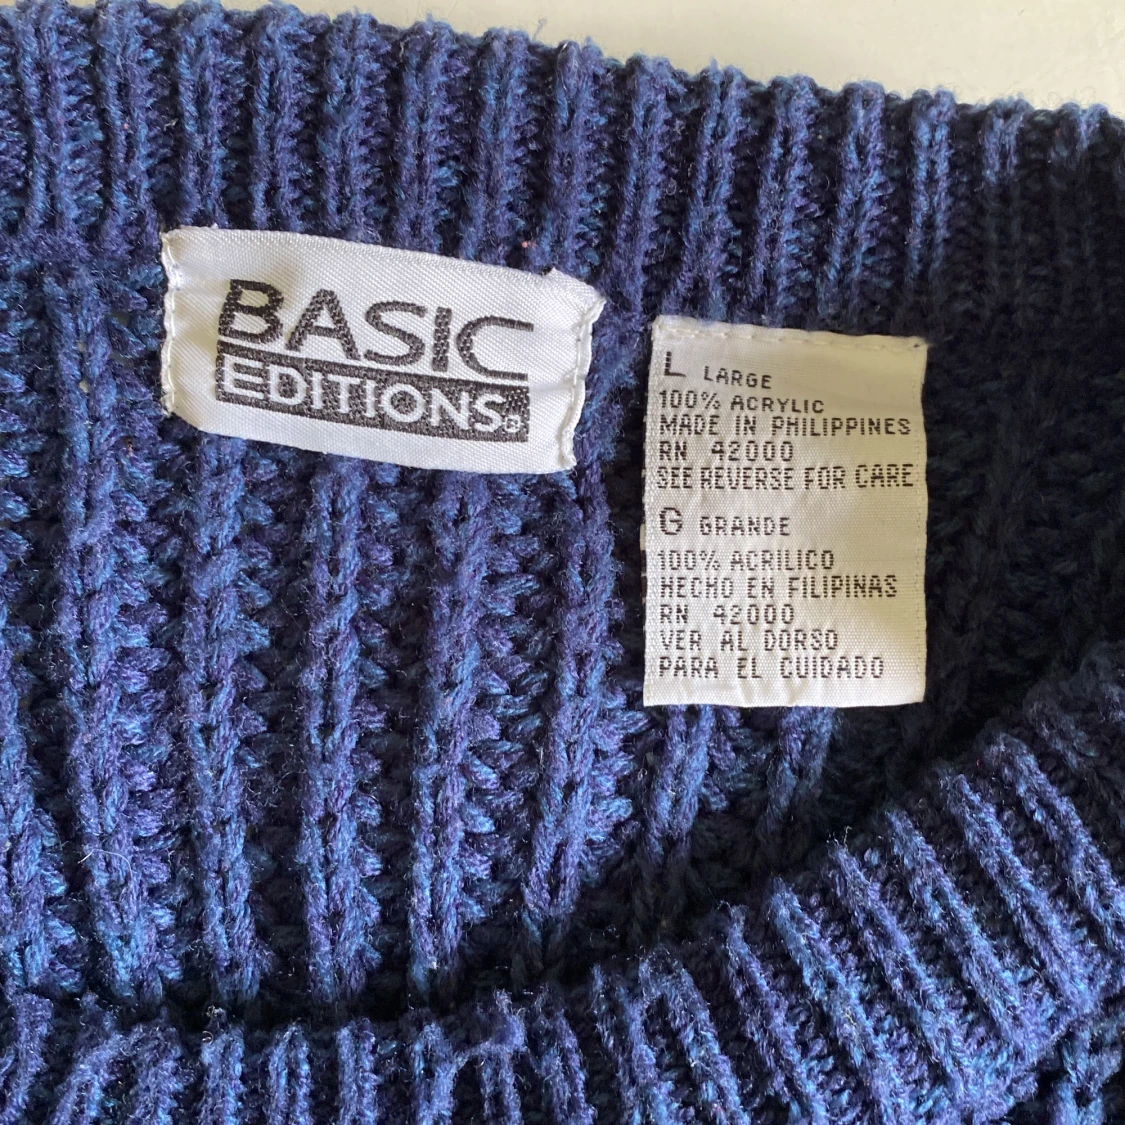 BASIC
EDITIONS®
L LARGE
100% ACRYLIC
MADE IN PHILIPPINES
RN 42000
SEE REVERSE FOR CARE
G GRANDE
100% ACRILICO
HECHO EN FILIPINAS
RN 42000
VER AL DORSO
PARA EL CUIDADO